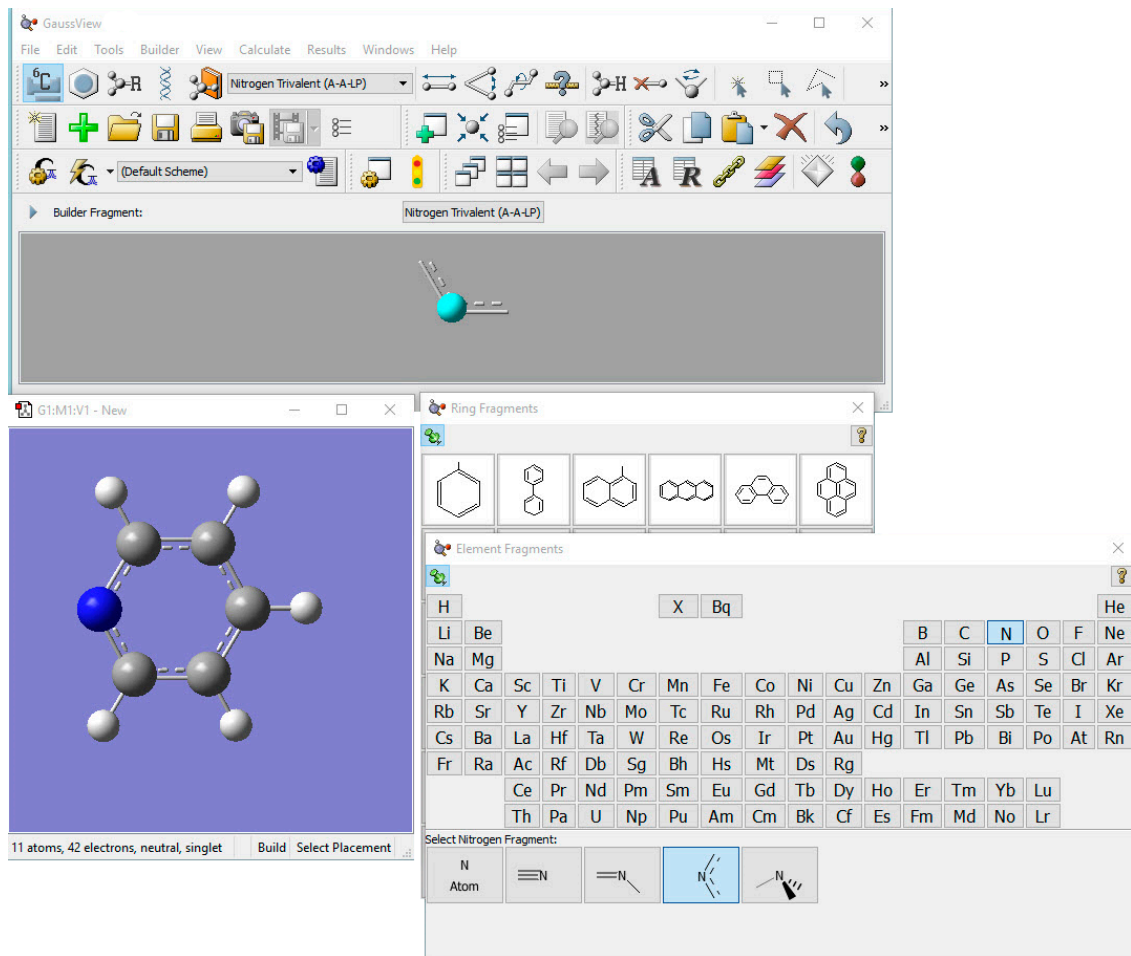 GaussView
File Edit Tools Builder View Calculate Results Windows Help
6C R Nitrogen Trivalent (A-A-LP) H »
»
π π (Default Scheme) A R
Builder Fragment: Nitrogen Trivalent (A-A-LP)
G1:M1:V1 - New
Ring Fragments
?
Element Fragments
?
H X Bq He
Li Be B C N O F Ne
Na Mg Al Si P S Cl Ar
K Ca Sc Ti V Cr Mn Fe Co Ni Cu Zn Ga Ge As Se Br Kr
Rb Sr Y Zr Nb Mo Tc Ru Rh Pd Ag Cd In Sn Sb Te I Xe
Cs Ba La Hf Ta W Re Os Ir Pt Au Hg Tl Pb Bi Po At Rn
Fr Ra Ac Rf Db Sg Bh Hs Mt Ds Rg
Ce Pr Nd Pm Sm Eu Gd Tb Dy Ho Er Tm Yb Lu
Th Pa U Np Pu Am Cm Bk Cf Es Fm Md No Lr
11 atoms, 42 electrons, neutral, singlet Build Select Placement
Select Nitrogen Fragment:
N
Atom
N N N N